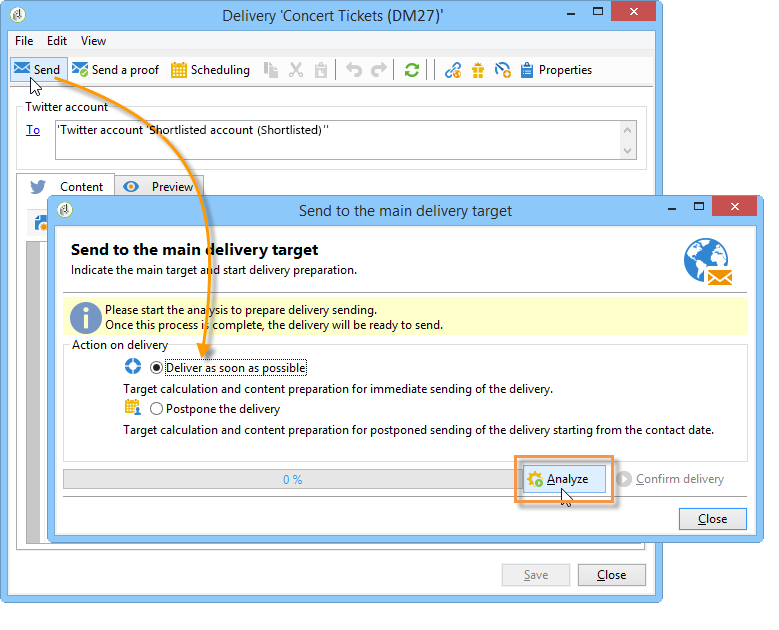 Delivery 'Concert Tickets (DM27)'
File Edit View
Send Send a proof Scheduling Properties
Twitter account
To 'Twitter account 'Shortlisted account (Shortlisted)''
Content Preview
Send to the main delivery target
Send to the main delivery target
Indicate the main target and start delivery preparation.
Please start the analysis to prepare delivery sending.
Once this process is complete, the delivery will be ready to send.
Action on delivery
Deliver as soon as possible
Target calculation and content preparation for immediate sending of the delivery.
Postpone the delivery
Target calculation and content preparation for postponed sending of the delivery starting from the contact date.
0 % Analyze Confirm delivery
Close
Save Close